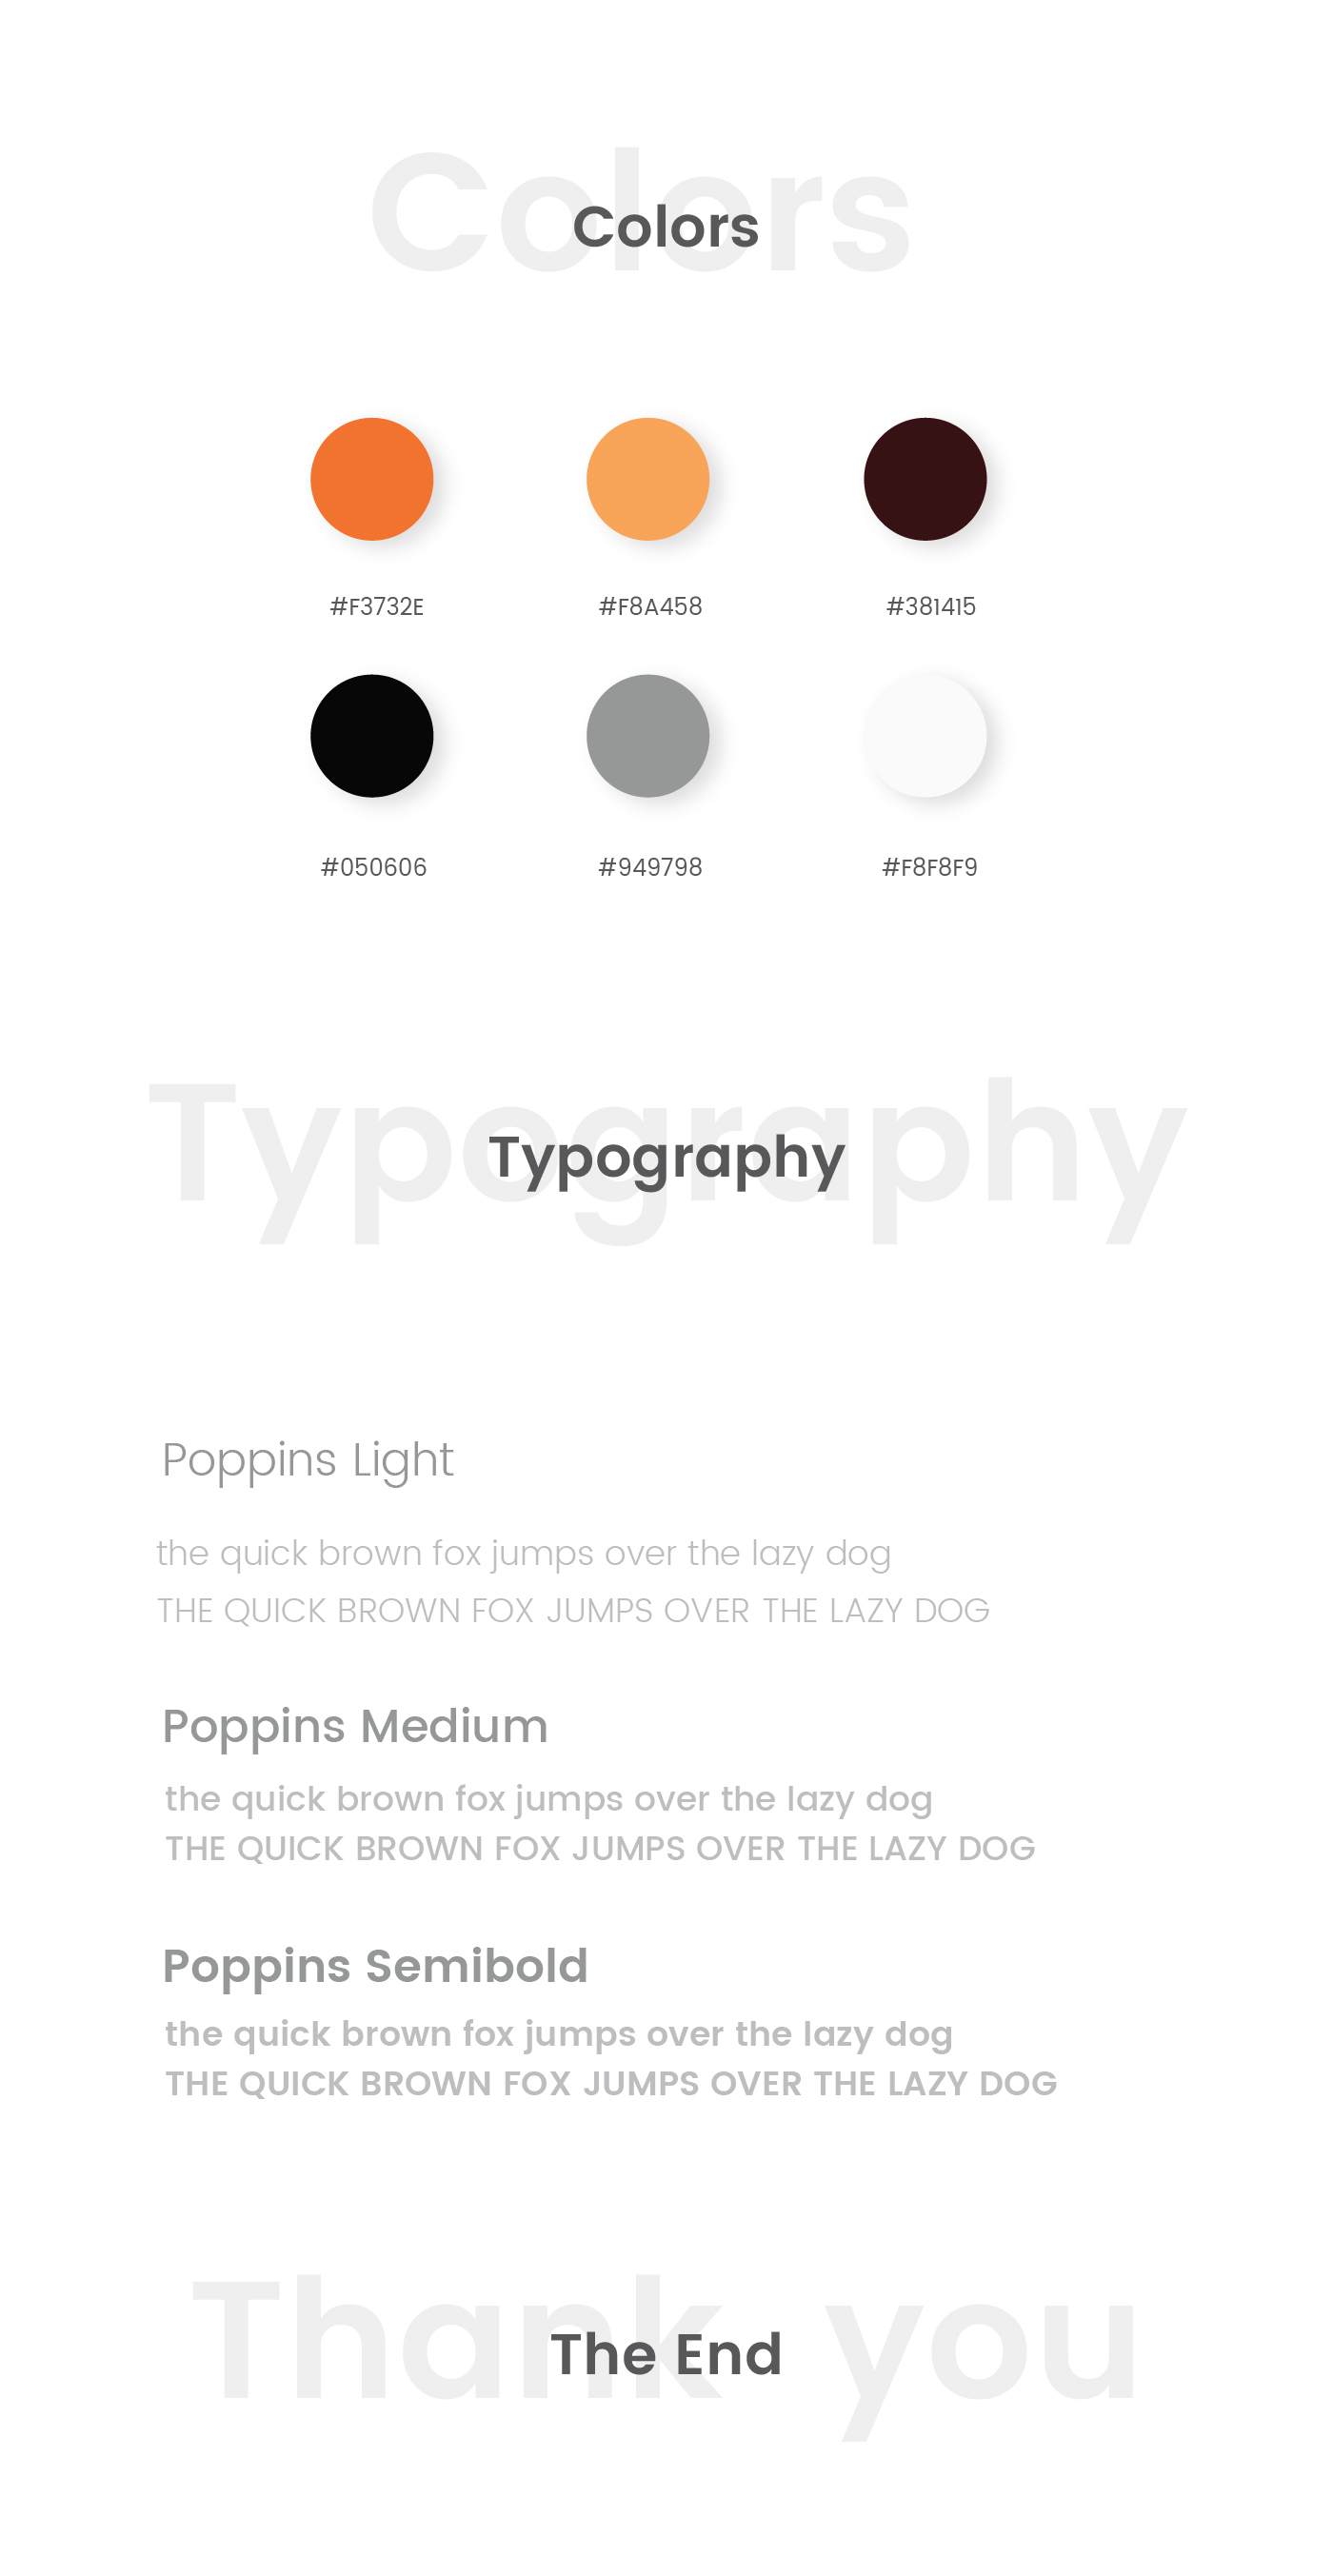 Colors
Colors
#F3732E #F8A458 #381415
#050606 #949798 #F8F8F9
Typography
Typography
Poppins Light
the quick brown fox jumps over the lazy dog
THE QUICK BROWN FOX JUMPS OVER THE LAZY DOG
Poppins Medium
the quick brown fox jumps over the lazy dog
THE QUICK BROWN FOX JUMPS OVER THE LAZY DOG
Poppins Semibold
the quick brown fox jumps over the lazy dog
THE QUICK BROWN FOX JUMPS OVER THE LAZY DOG
Thank you
The End